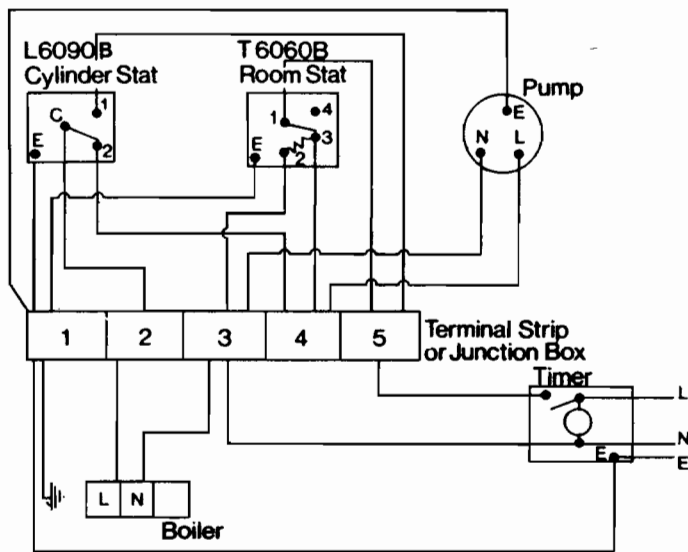 L6090B
Cylinder Stat
T6060B
Room Stat
Pump
E
N L
C 1
2
E
1 4
3
E 2
1 2 3 4 5
Terminal Strip
or Junction Box
Timer
L
N
E E
L N
Boiler